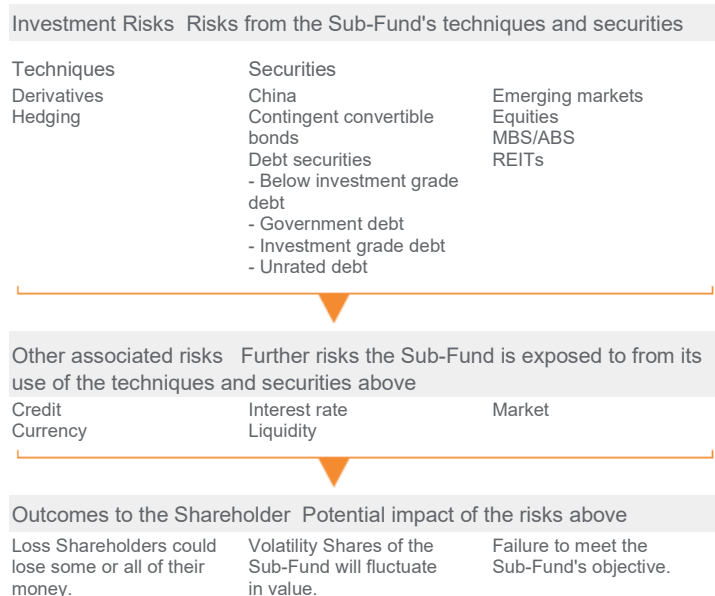 Investment Risks  Risks from the Sub-Fund's techniques and securities
Techniques
Derivatives
Hedging
Securities
China
Contingent convertible
bonds
Debt securities
- Below investment grade
debt
- Government debt
- Investment grade debt
- Unrated debt
Emerging markets
Equities
MBS/ABS
REITs
Other associated risks   Further risks the Sub-Fund is exposed to from its
use of the techniques and securities above
Credit
Currency
Interest rate
Liquidity
Market
Outcomes to the Shareholder  Potential impact of the risks above
Loss Shareholders could
lose some or all of their
money.
Volatility Shares of the
Sub-Fund will fluctuate
in value.
Failure to meet the
Sub-Fund's objective.